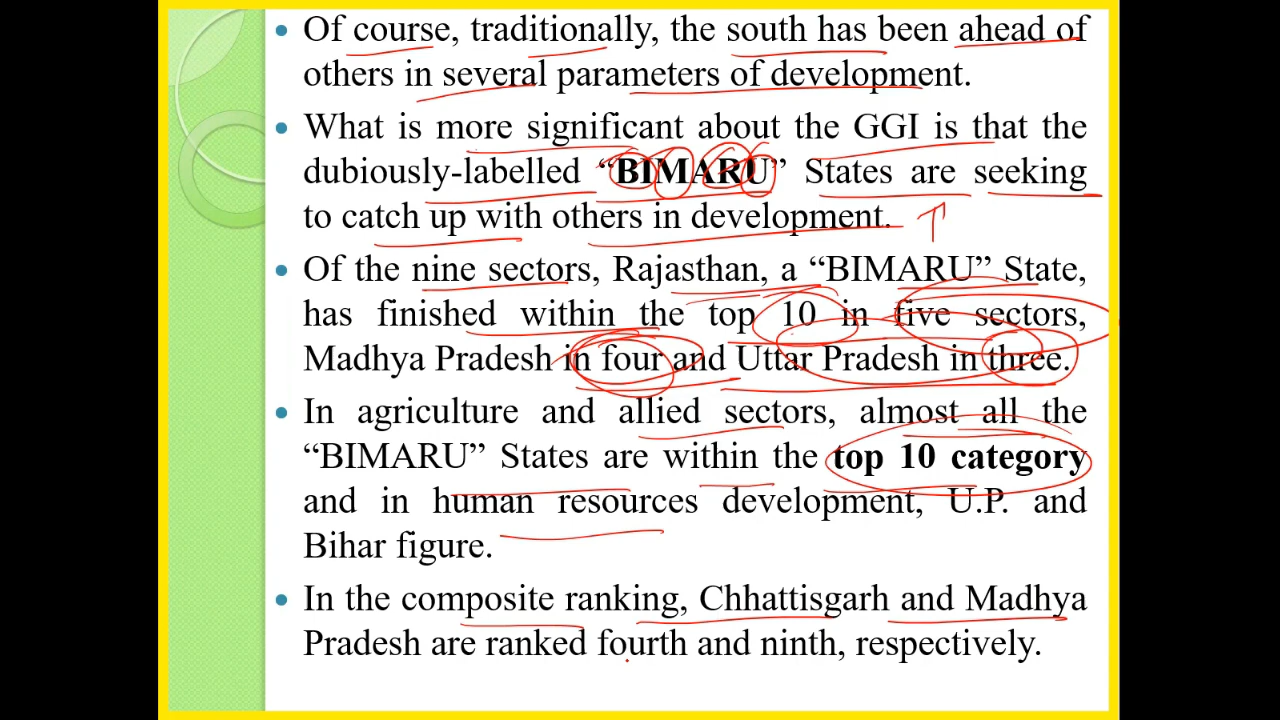 Of course, traditionally, the south has been ahead of
others in several parameters of development.
What is more significant about the GGI is that the
dubiously-labelled “BIMARU” States are seeking
to catch up with others in development.
Of the nine sectors, Rajasthan, a “BIMARU” State,
has finished within the top 10 in five sectors,
Madhya Pradesh in four and Uttar Pradesh in three.
In agriculture and allied sectors, almost all the
“BIMARU” States are within the top 10 category
and in human resources development, U.P. and
Bihar figure.
In the composite ranking, Chhattisgarh and Madhya
Pradesh are ranked fourth and ninth, respectively.